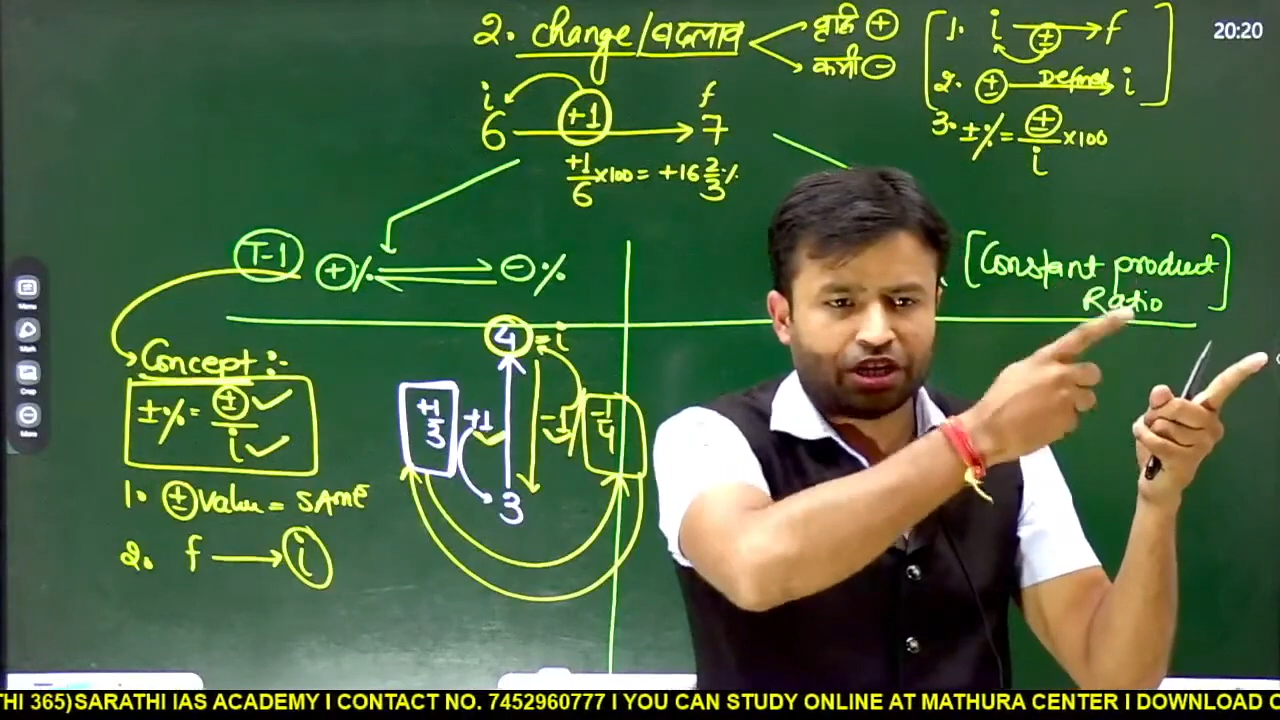 2. change/बदलाव
वृद्धि +
कमी -
1. i ⟶ f
±
2. ± Defined⟶ i
3. ±% = ±/i ×100
20:20
i f
6 +1⟶ 7
+1/6 ×100 = +16 2/3 %
T-1 +% ⇌ -%
[Constant product
Ratio]
Concept :-
±% = ±/i
1. ± Value = SAME
2. f ⟶ i
4 = i
+1/3 +1 -1 -1/4
3
THI 365)SARATHI IAS ACADEMY I CONTACT NO. 7452960777 I YOU CAN STUDY ONLINE AT MATHURA CENTER I DOWNLOAD